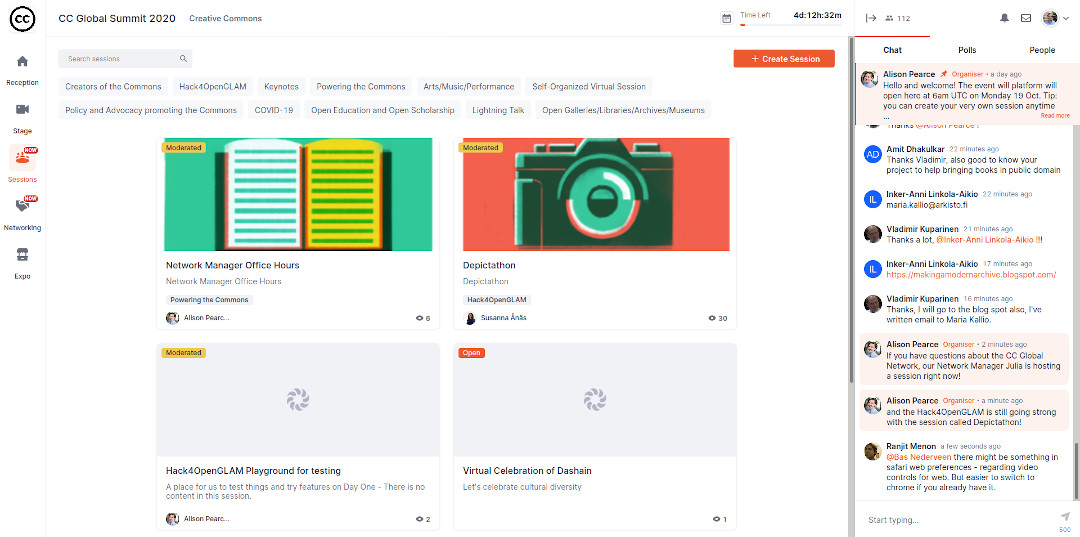 CC Global Summit 2020
Creative Commons
Time Left
4d:12h:32m
112
Reception
Stage
NOW
Sessions
NOW
Networking
Expo
Search sessions
+ Create Session
Creators of the Commons
Hack4OpenGLAM
Keynotes
Powering the Commons
Arts/Music/Performance
Self-Organized Virtual Session
Policy and Advocacy promoting the Commons
COVID-19
Open Education and Open Scholarship
Lightning Talk
Open Galleries/Libraries/Archives/Museums
Moderated
Network Manager Office Hours
Network Manager Office Hours
Powering the Commons
Alison Pearc...
6
Moderated
Depictathon
Depictathon
Hack4OpenGLAM
Susanna Ånäs
30
Moderated
Hack4OpenGLAM Playground for testing
A place for us to test things and try features on Day One - There is no
content in this session.
Alison Pearc...
2
Open
Virtual Celebration of Dashain
Let's celebrate cultural diversity
1
Chat
Polls
People
Alison Pearce Organiser • a day ago
Hello and welcome! The event will platform will
open here at 6am UTC on Monday 19 Oct. Tip:
you can create your very own session anytime
...
Read more
Thanks @Alison Pearce !
AD
Amit Dhakulkar 22 minutes ago
Thanks Vladimir, also good to know your
project to help bringing books in public domain
IL
Inker-Anni Linkola-Aikio 22 minutes ago
maria.kallio@arkisto.fi
Vladimir Kuparinen 21 minutes ago
Thanks a lot, @Inker-Anni Linkola-Aikio !!!
IL
Inker-Anni Linkola-Aikio 17 minutes ago
https://makingamodernarchive.blogspot.com/
Vladimir Kuparinen 16 minutes ago
Thanks, I will go to the blog spot also, I've
written email to Maria Kallio.
Alison Pearce Organiser • 2 minutes ago
If you have questions about the CC Global
Network, our Network Manager Julia is hosting
a session right now!
Alison Pearce Organiser • a minute ago
and the Hack4OpenGLAM is still going strong
with the session called Depictathon!
Ranjit Menon a few seconds ago
@Bas Nederveen there might be something in
safari web preferences - regarding video
controls for web. But easier to switch to
chrome if you already have it.
Start typing...
500